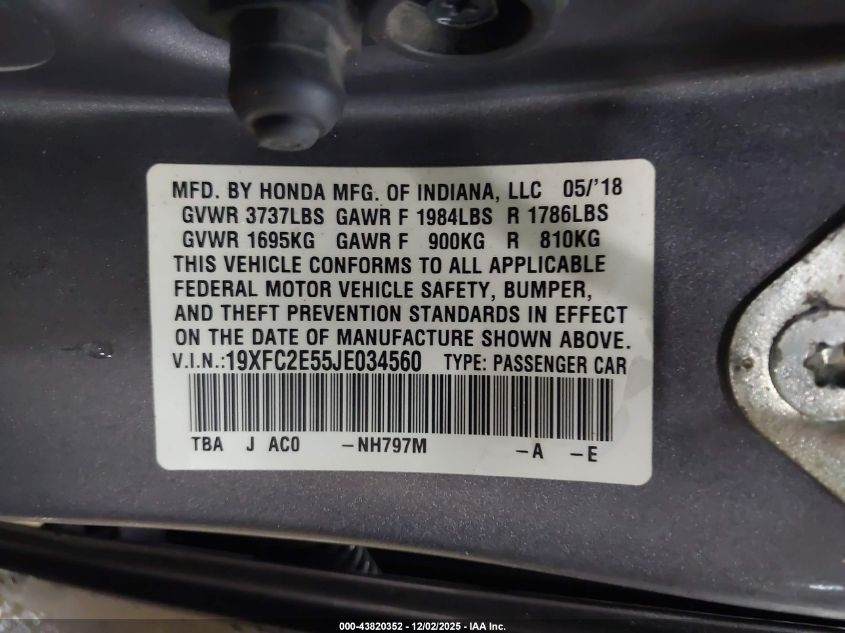 MFD. BY HONDA MFG. OF INDIANA, LLC 05/'18
GVWR 3737LBS GAWR F 1984LBS R 1786LBS
GVWR 1695KG GAWR F 900KG R 810KG
THIS VEHICLE CONFORMS TO ALL APPLICABLE
FEDERAL MOTOR VEHICLE SAFETY, BUMPER,
AND THEFT PREVENTION STANDARDS IN EFFECT
ON THE DATE OF MANUFACTURE SHOWN ABOVE.
V.I.N.:19XFC2E55JE034560 TYPE: PASSENGER CAR
TBA J AC0 -NH797M -A -E
000-43820352 - 12/02/2025 - IAA Inc.